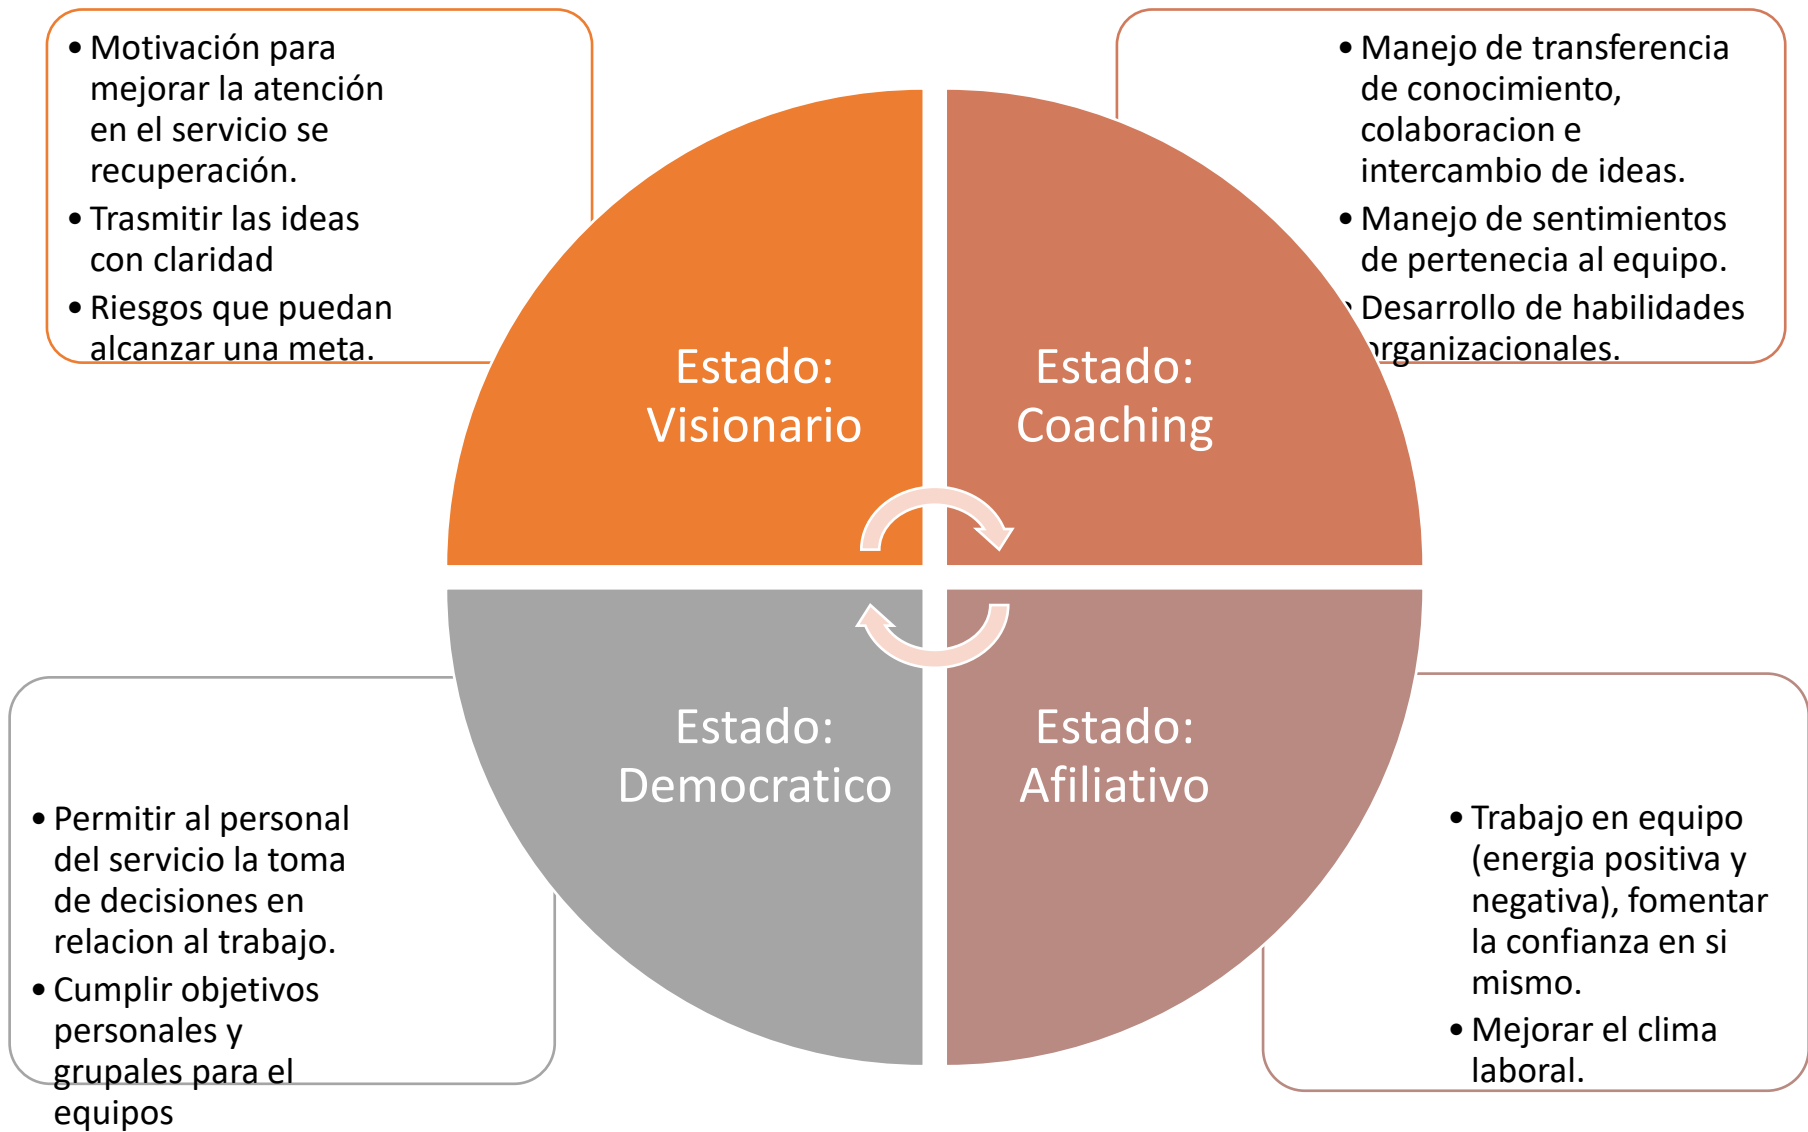 • Motivación para
mejorar la atención
en el servicio se
recuperación.
• Trasmitir las ideas
con claridad
• Riesgos que puedan
alcanzar una meta.
• Manejo de transferencia
de conocimiento,
colaboracion e
intercambio de ideas.
• Manejo de sentimientos
de pertenecia al equipo.
• Desarrollo de habilidades
organizacionales.
Estado:
Visionario
Estado:
Coaching
Estado:
Democratico
Estado:
Afiliativo
• Permitir al personal
del servicio la toma
de decisiones en
relacion al trabajo.
• Cumplir objetivos
personales y
grupales para el
equipos
• Trabajo en equipo
(energia positiva y
negativa), fomentar
la confianza en si
mismo.
• Mejorar el clima
laboral.